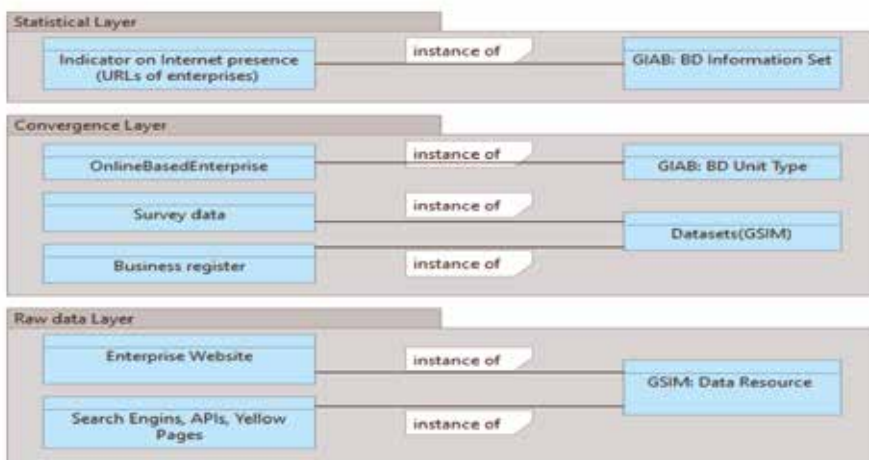 Statistical Layer
Indicator on Internet presence
(URLs of enterprises)
instance of
GIAB: BD Information Set
Convergence Layer
OnlineBasedEnterprise
instance of
GIAB: BD Unit Type
Survey data
instance of
Datasets(GSIM)
Business register
instance of
Raw data Layer
Enterprise Website
instance of
GSIM: Data Resource
Search Engins, APIs, Yellow
Pages
instance of